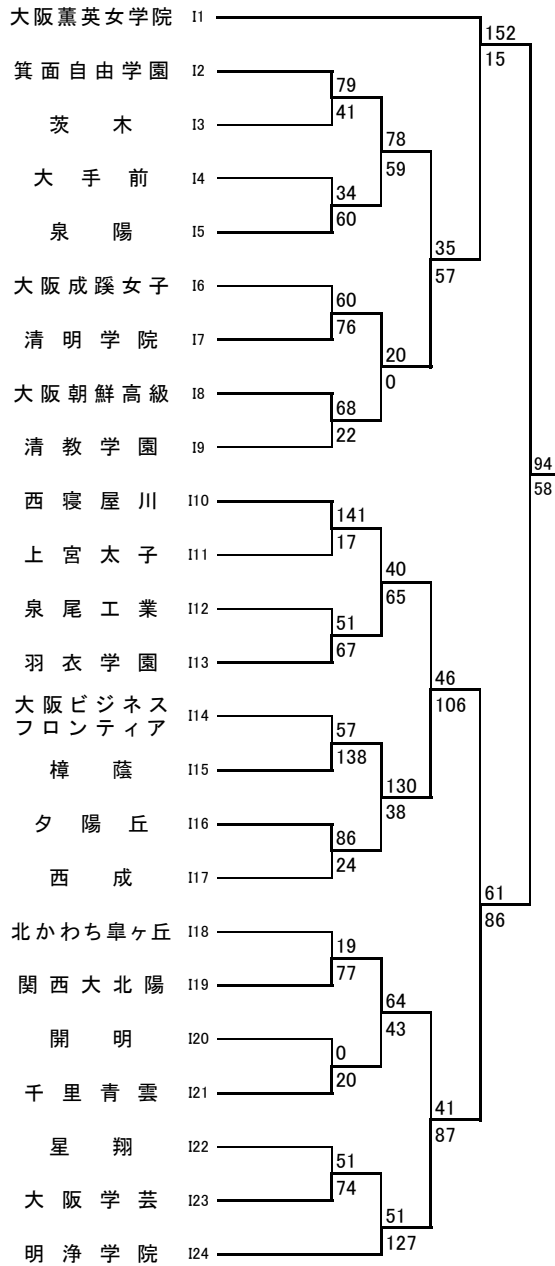 大阪薫英女学院 I1
152
15
箕面自由学園 I2
79
41
茨木 I3
78
59
大手前 I4
34
60
泉陽 I5
35
57
大阪成蹊女子 I6
60
76
清明学院 I7
20
0
大阪朝鮮高級 I8
68
22
清教学園 I9
94
58
西寝屋川 I10
141
17
上宮太子 I11
40
65
泉尾工業 I12
51
67
羽衣学園 I13
46
106
大阪ビジネス
フロンティア I14
57
138
樟蔭 I15
130
38
夕陽丘 I16
86
24
西成 I17
61
86
北かわち皐ヶ丘 I18
19
77
関西大北陽 I19
64
43
開明 I20
0
20
千里青雲 I21
41
87
星翔 I22
51
74
大阪学芸 I23
51
127
明浄学院 I24